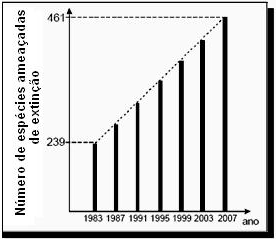 Número de espécies ameaçadas
de extinção
461
239
1983 1987 1991 1995 1999 2003 2007
ano